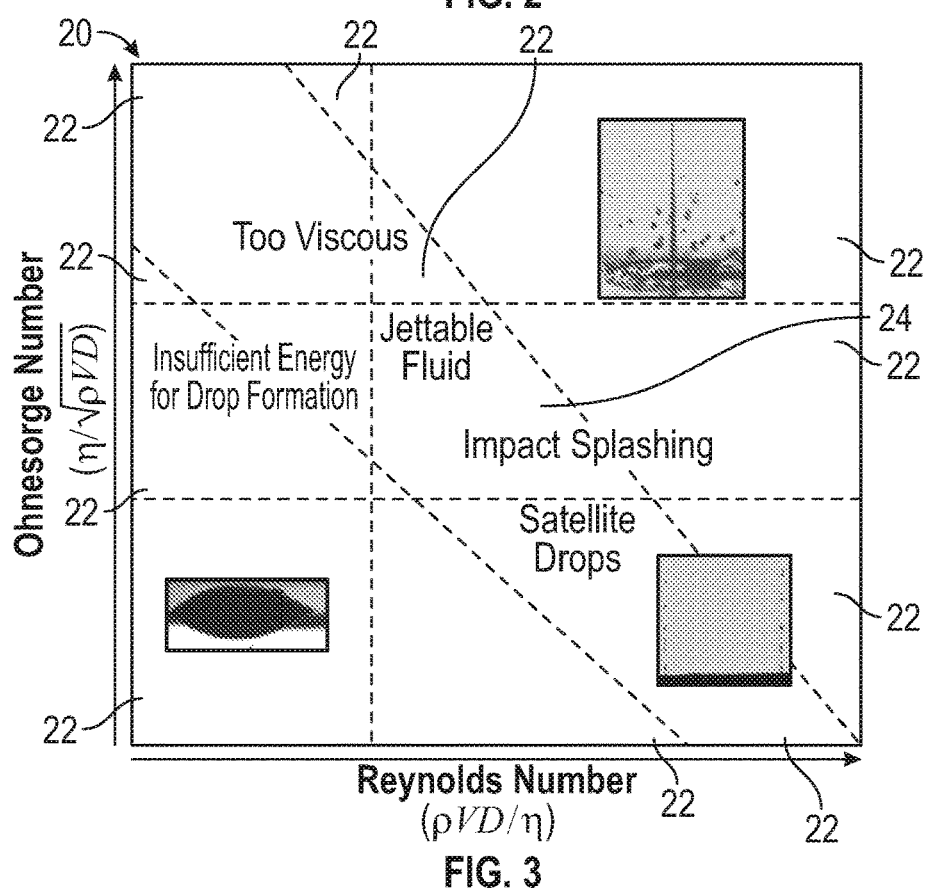 FIG. 2
20
22
22
22
22
22
24
22
22
22
22
22
22
Too Viscous
Jettable
Fluid
Insufficient Energy
for Drop Formation
Impact Splashing
Satellite
Drops
Ohnesorge Number
(η/√ρVD)
Reynolds Number
(ρVD/η)
FIG. 3